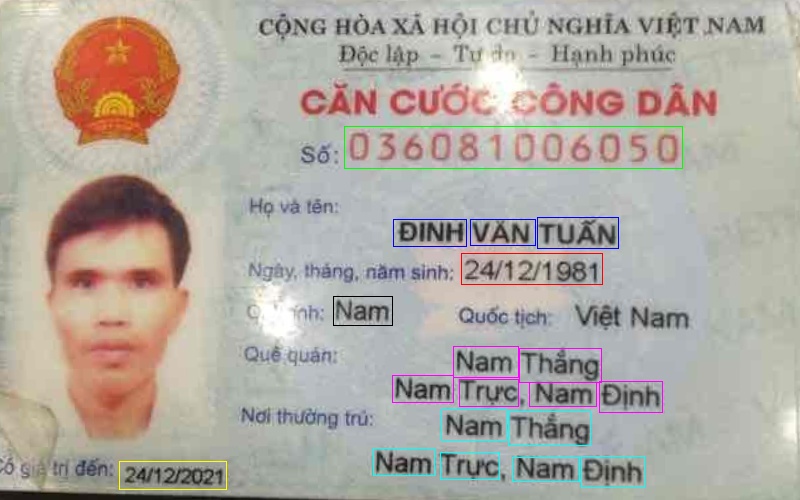 CỘNG HÒA XÃ HỘI CHỦ NGHĨA VIỆT NAM
Độc lập - Tự do - Hạnh phúc
CĂN CƯỚC CÔNG DÂN
Số: 036081006050
Họ và tên:
ĐINH VĂN TUẤN
Ngày, tháng, năm sinh: 24/12/1981
Nam Quốc tịch: Việt Nam
Quê quán: Nam Thắng
Nam Trực, Nam Định
Nơi thường trú: Nam Thắng
Nam Trực, Nam Định
Có giá trị đến: 24/12/2021